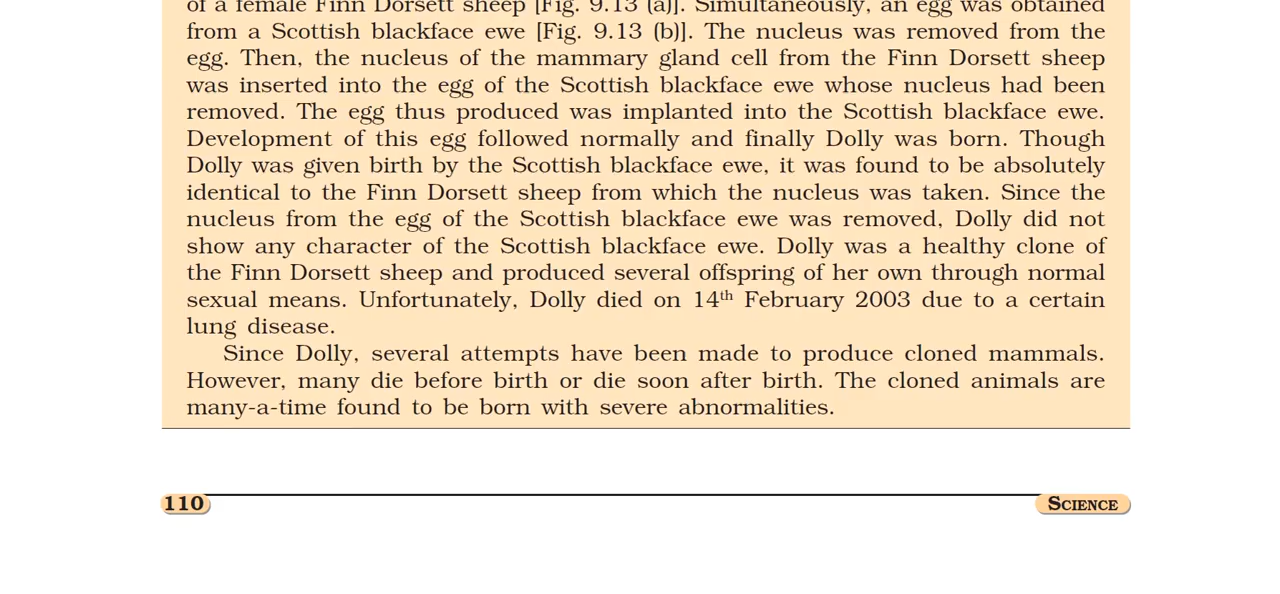 of a female Finn Dorsett sheep [Fig. 9.13 (a)]. Simultaneously, an egg was obtained
from a Scottish blackface ewe [Fig. 9.13 (b)]. The nucleus was removed from the
egg. Then, the nucleus of the mammary gland cell from the Finn Dorsett sheep
was inserted into the egg of the Scottish blackface ewe whose nucleus had been
removed. The egg thus produced was implanted into the Scottish blackface ewe.
Development of this egg followed normally and finally Dolly was born. Though
Dolly was given birth by the Scottish blackface ewe, it was found to be absolutely
identical to the Finn Dorsett sheep from which the nucleus was taken. Since the
nucleus from the egg of the Scottish blackface ewe was removed, Dolly did not
show any character of the Scottish blackface ewe. Dolly was a healthy clone of
the Finn Dorsett sheep and produced several offspring of her own through normal
sexual means. Unfortunately, Dolly died on 14th February 2003 due to a certain
lung disease.
Since Dolly, several attempts have been made to produce cloned mammals.
However, many die before birth or die soon after birth. The cloned animals are
many-a-time found to be born with severe abnormalities.
110
SCIENCE